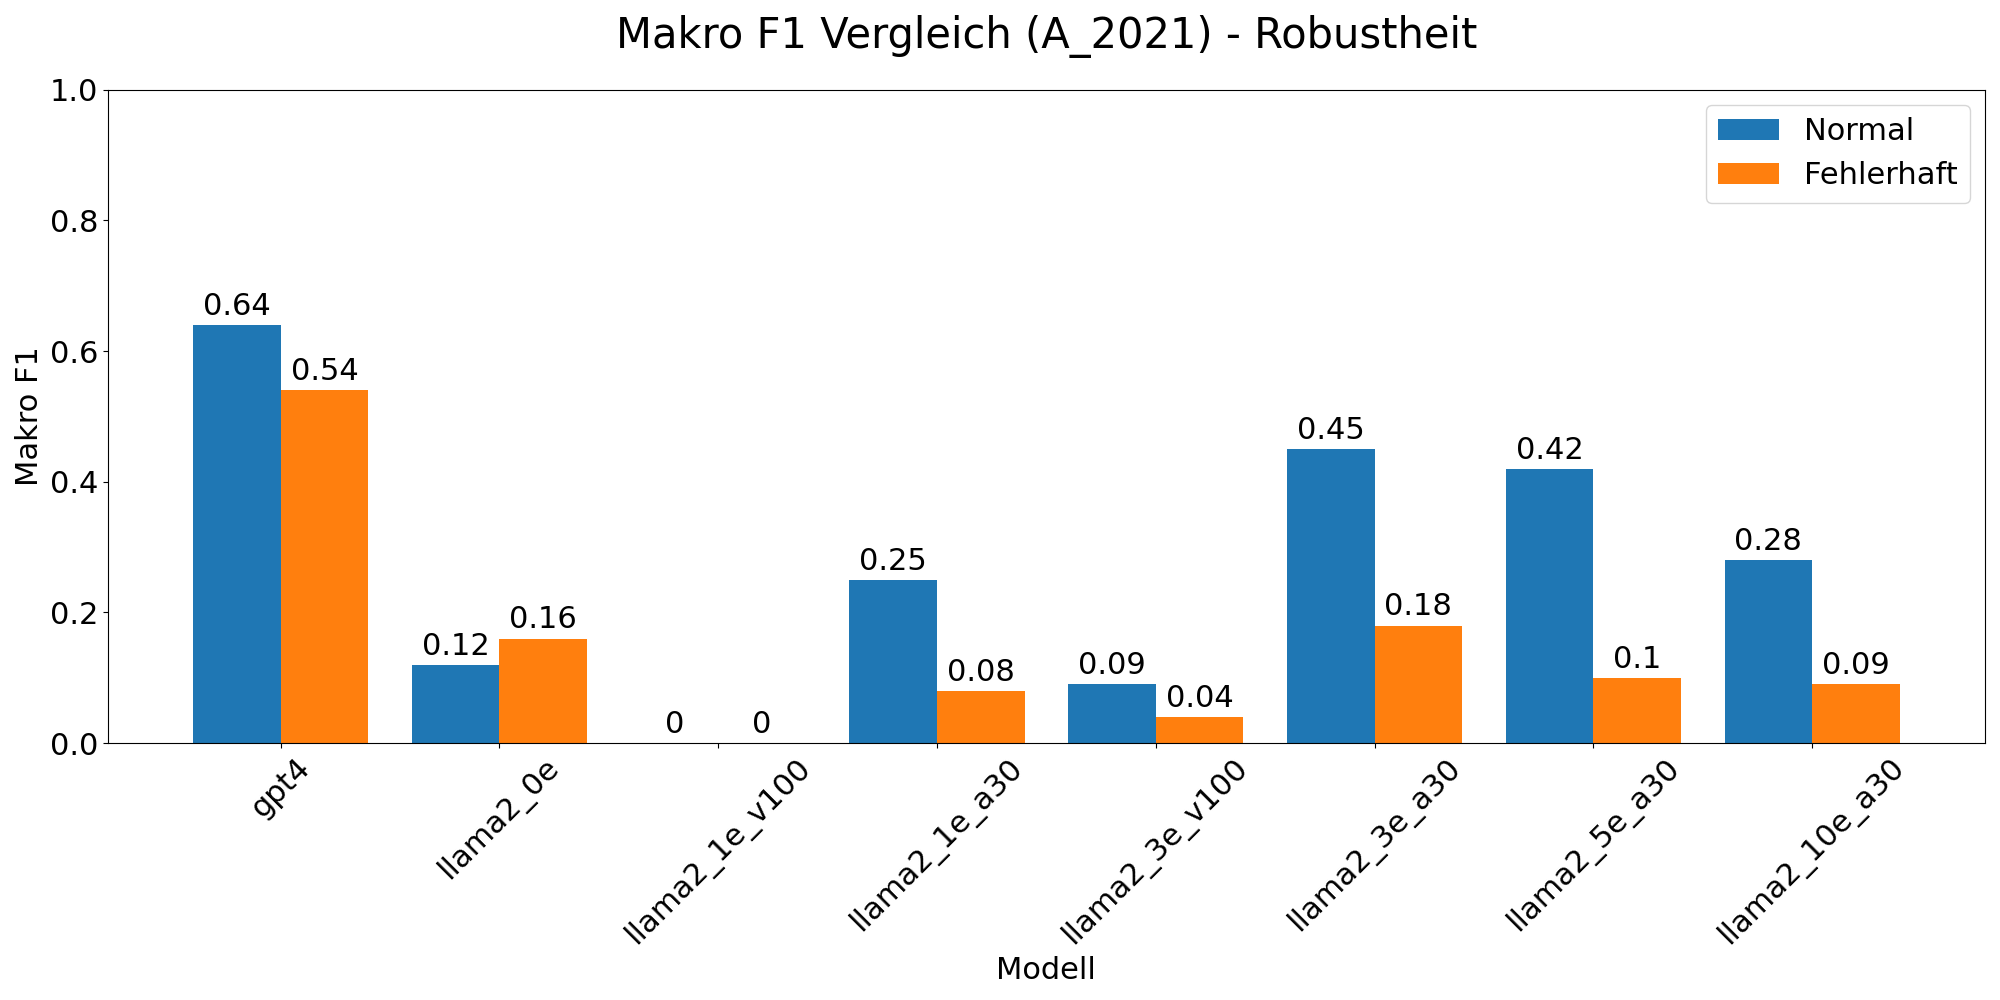 Makro F1 Vergleich (A_2021) - Robustheit
Makro F1
1.0
0.8
0.6
0.4
0.2
0.0
Normal
Fehlerhaft
0.64
0.54
0.12
0.16
0
0
0.25
0.08
0.09
0.04
0.45
0.18
0.42
0.1
0.28
0.09
gpt4
llama2_0e
llama2_1e_v100
llama2_1e_a30
llama2_3e_v100
llama2_3e_a30
llama2_5e_a30
llama2_10e_a30
Modell